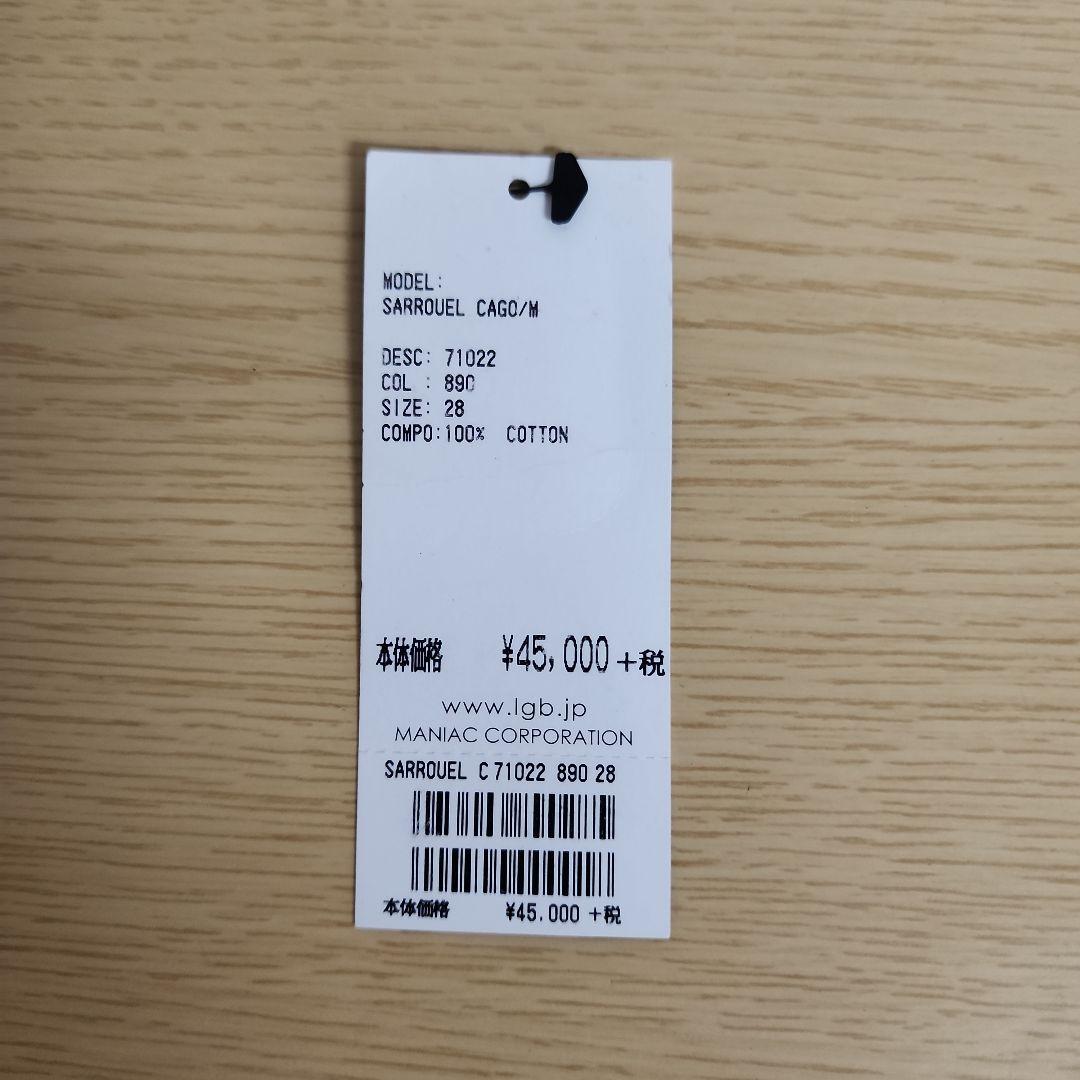 MODEL:
SARROUEL CAGO/M
DESC: 71022
COL : 890
SIZE: 28
COMPO:100% COTTON
本体価格 ¥45,000 +税
www.lgb.jp
MANIAC CORPORATION
SARROUEL C 71022 890 28
本体価格 ¥45.000 +税